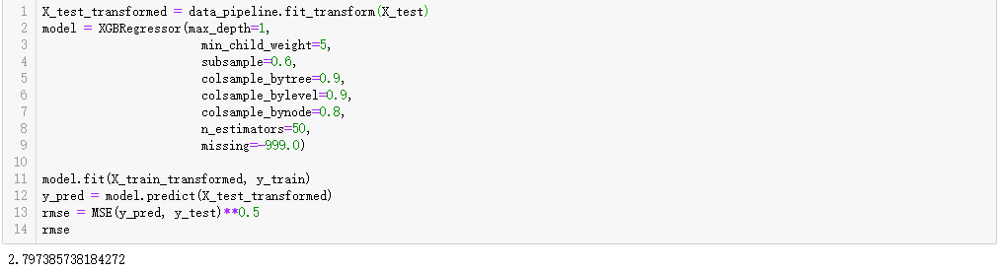 1 X_test_transformed = data_pipeline.fit_transform(X_test)
2 model = XGBRegressor(max_depth=1,
3                      min_child_weight=5,
4                      subsample=0.6,
5                      colsample_bytree=0.9,
6                      colsample_bylevel=0.9,
7                      colsample_bynode=0.8,
8                      n_estimators=50,
9                      missing=-999.0)
10
11 model.fit(X_train_transformed, y_train)
12 y_pred = model.predict(X_test_transformed)
13 rmse = MSE(y_pred, y_test)**0.5
14 rmse
2.797385738184272